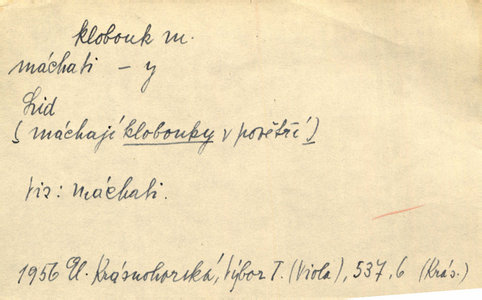 klobouk m.
máchati – y
Lid
(máchají klobouky v povětří)
viz: máchati.
1956 El. Krásnohorská, Výbor I. (Viola), 537,6 (Krás.)